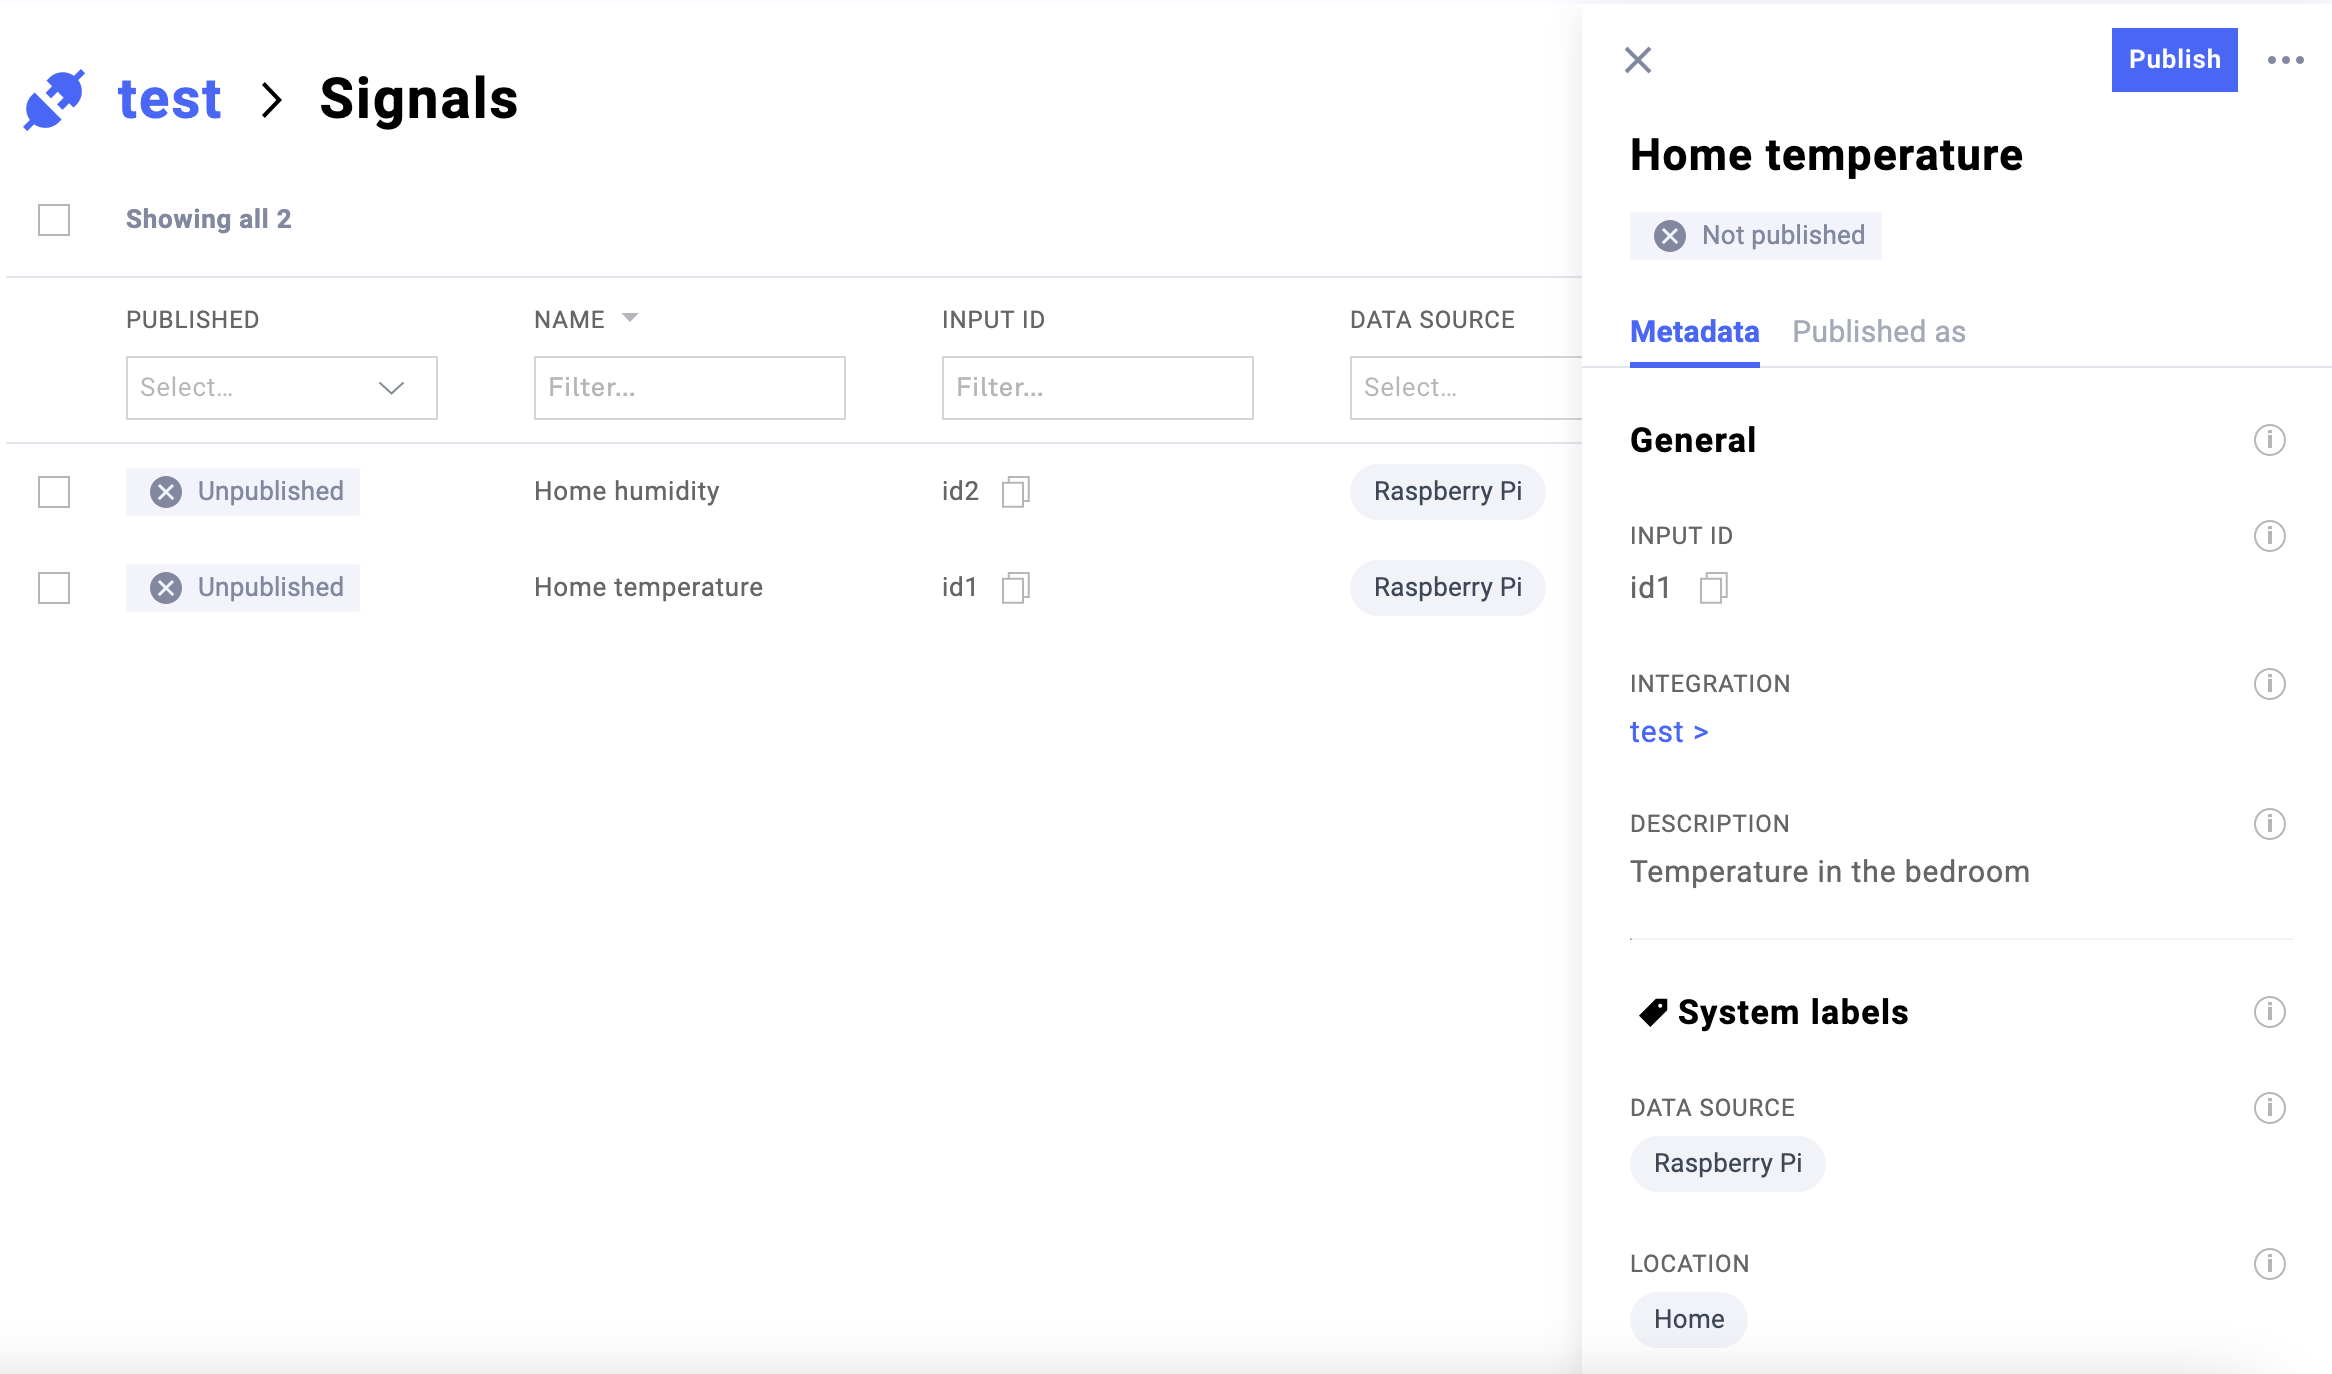 test > Signals
Showing all 2
PUBLISHED NAME INPUT ID DATA SOURCE
Select... Filter... Filter... Select...
Unpublished Home humidity id2 Raspberry Pi
Unpublished Home temperature id1 Raspberry Pi
Publish
Home temperature
Not published
Metadata Published as
General
INPUT ID
id1
INTEGRATION
test >
DESCRIPTION
Temperature in the bedroom
System labels
DATA SOURCE
Raspberry Pi
LOCATION
Home